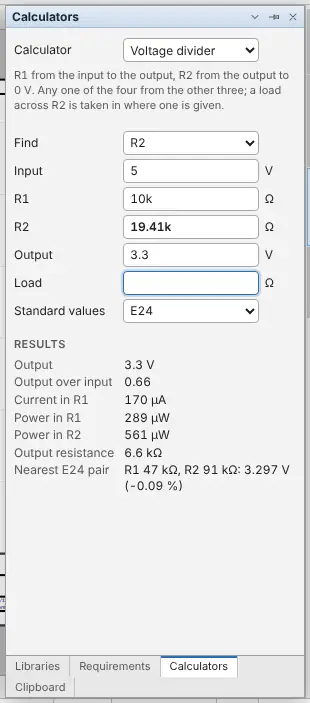 Calculators
Calculator Voltage divider
R1 from the input to the output, R2 from the output to
0 V. Any one of the four from the other three; a load
across R2 is taken in where one is given.
Find R2
Input 5 V
R1 10k Ω
R2 19.41k Ω
Output 3.3 V
Load Ω
Standard values E24
RESULTS
Output 3.3 V
Output over input 0.66
Current in R1 170 µA
Power in R1 289 µW
Power in R2 561 µW
Output resistance 6.6 kΩ
Nearest E24 pair R1 47 kΩ, R2 91 kΩ: 3.297 V
(−0.09 %)
Libraries Requirements Calculators
Clipboard